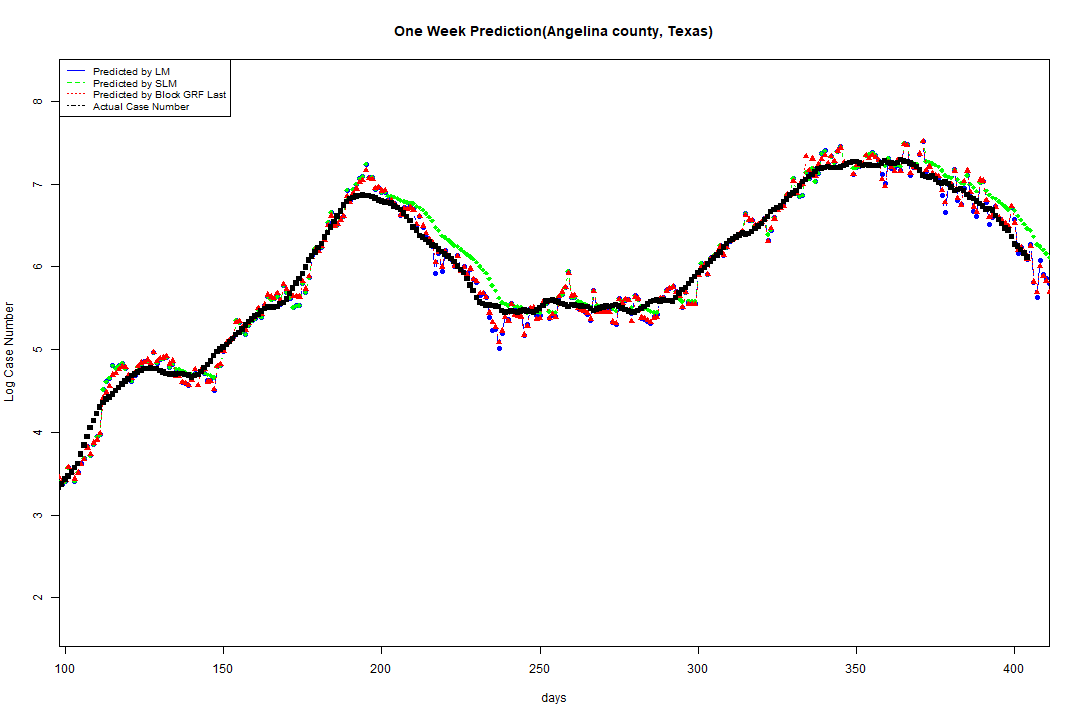 One Week Prediction(Angelina county, Texas)
Predicted by LM
Predicted by SLM
Predicted by Block GRF Last
Actual Case Number
8
7
6
5
4
3
2
Log Case Number
100 150 200 250 300 350 400
days